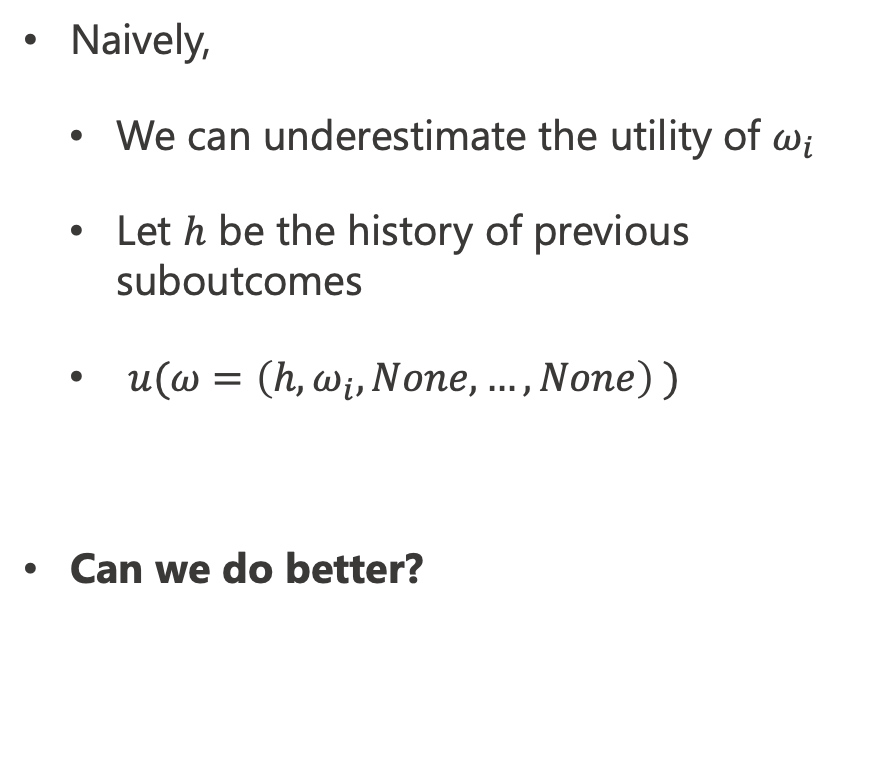 • Naively,
• We can underestimate the utility of 𝜔𝑖
• Let ℎ be the history of previous
suboutcomes
• 𝑢(𝜔 = (ℎ, 𝜔𝑖, 𝑁𝑜𝑛𝑒, … , 𝑁𝑜𝑛𝑒) )
• Can we do better?